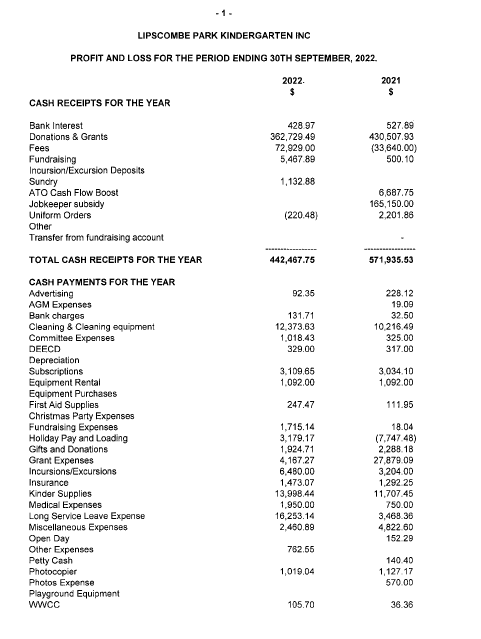 - 1 -
LIPSCOMBE PARK KINDERGARTEN INC
PROFIT AND LOSS FOR THE PERIOD ENDING 30TH SEPTEMBER, 2022.
2022. 2021
$ $
CASH RECEIPTS FOR THE YEAR
Bank Interest 428.97 527.89
Donations & Grants 362,729.49 430,507.93
Fees 72,929.00 (33,640.00)
Fundraising 5,467.89 500.10
Incursion/Excursion Deposits
Sundry 1,132.88
ATO Cash Flow Boost 6,687.75
Jobkeeper subsidy 165,150.00
Uniform Orders (220.48) 2,201.86
Other
Transfer from fundraising account -
TOTAL CASH RECEIPTS FOR THE YEAR 442,467.75 571,935.53
CASH PAYMENTS FOR THE YEAR
Advertising 92.35 228.12
AGM Expenses 19.09
Bank charges 131.71 32.50
Cleaning & Cleaning equipment 12,373.63 10,216.49
Committee Expenses 1,018.43 325.00
DEECD 329.00 317.00
Depreciation
Subscriptions 3,109.65 3,034.10
Equipment Rental 1,092.00 1,092.00
Equipment Purchases
First Aid Supplies 247.47 111.95
Christmas Party Expenses
Fundraising Expenses 1,715.14 18.04
Holiday Pay and Loading 3,179.17 (7,747.48)
Gifts and Donations 1,924.71 2,288.18
Grant Expenses 4,167.27 27,879.09
Incursions/Excursions 6,480.00 3,204.00
Insurance 1,473.07 1,292.25
Kinder Supplies 13,998.44 11,707.45
Medical Expenses 1,950.00 750.00
Long Service Leave Expense 16,253.14 3,468.36
Miscellaneous Expenses 2,460.89 4,822.60
Open Day 152.29
Other Expenses 762.55
Petty Cash 140.40
Photocopier 1,019.04 1,127.17
Photos Expense 570.00
Playground Equipment
WWCC 105.70 36.36